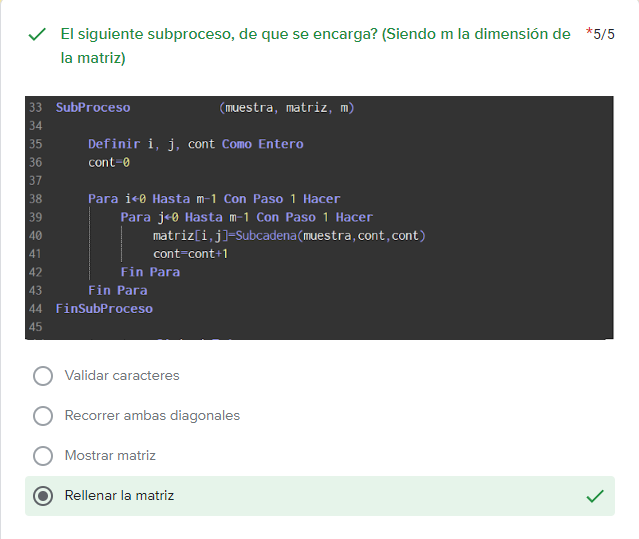 El siguiente subproceso, de que se encarga? (Siendo m la dimensión de *5/5
la matriz)
33 SubProceso (muestra, matriz, m)
34
35 Definir i, j, cont Como Entero
36 cont=0
37
38 Para i←0 Hasta m-1 Con Paso 1 Hacer
39 Para j←0 Hasta m-1 Con Paso 1 Hacer
40 matriz[i,j]=Subcadena(muestra,cont,cont)
41 cont=cont+1
42 Fin Para
43 Fin Para
44 FinSubProceso
45
Validar caracteres
Recorrer ambas diagonales
Mostrar matriz
Rellenar la matriz